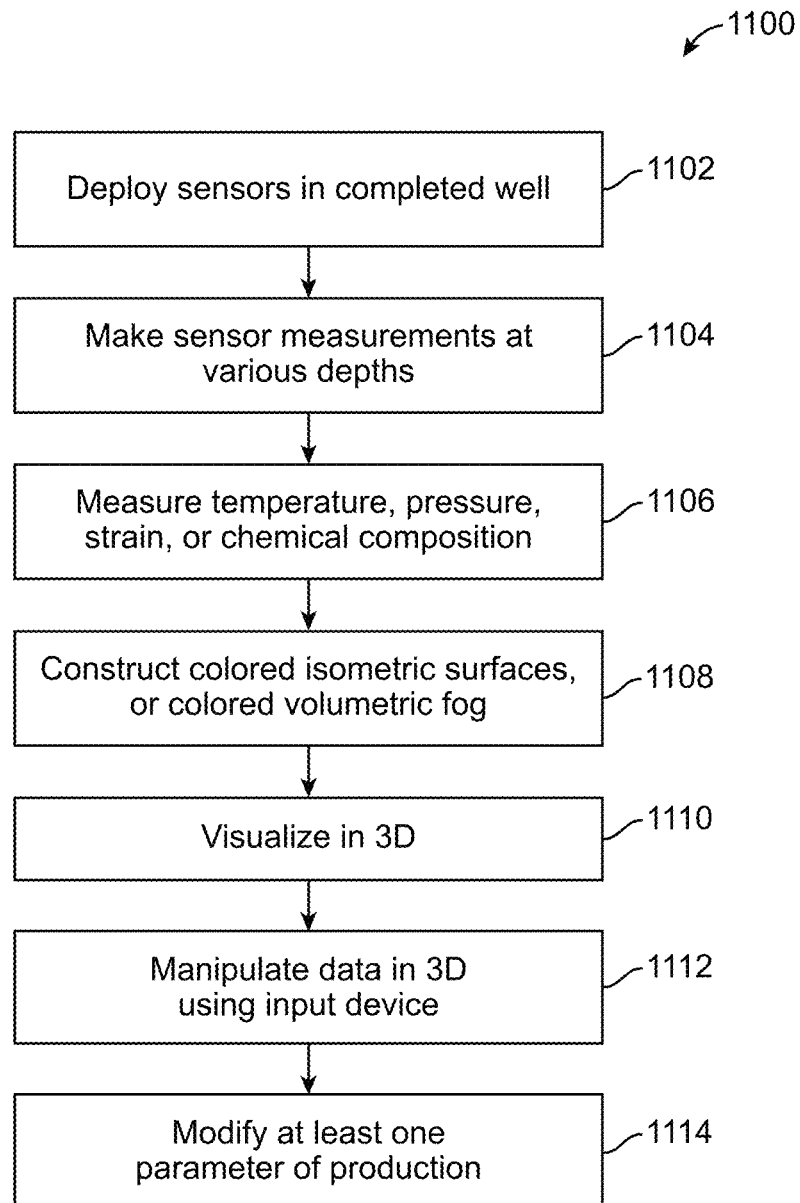 1100
Deploy sensors in completed well
1102
Make sensor measurements at
various depths
1104
Measure temperature, pressure,
strain, or chemical composition
1106
Construct colored isometric surfaces,
or colored volumetric fog
1108
Visualize in 3D
1110
Manipulate data in 3D
using input device
1112
Modify at least one
parameter of production
1114